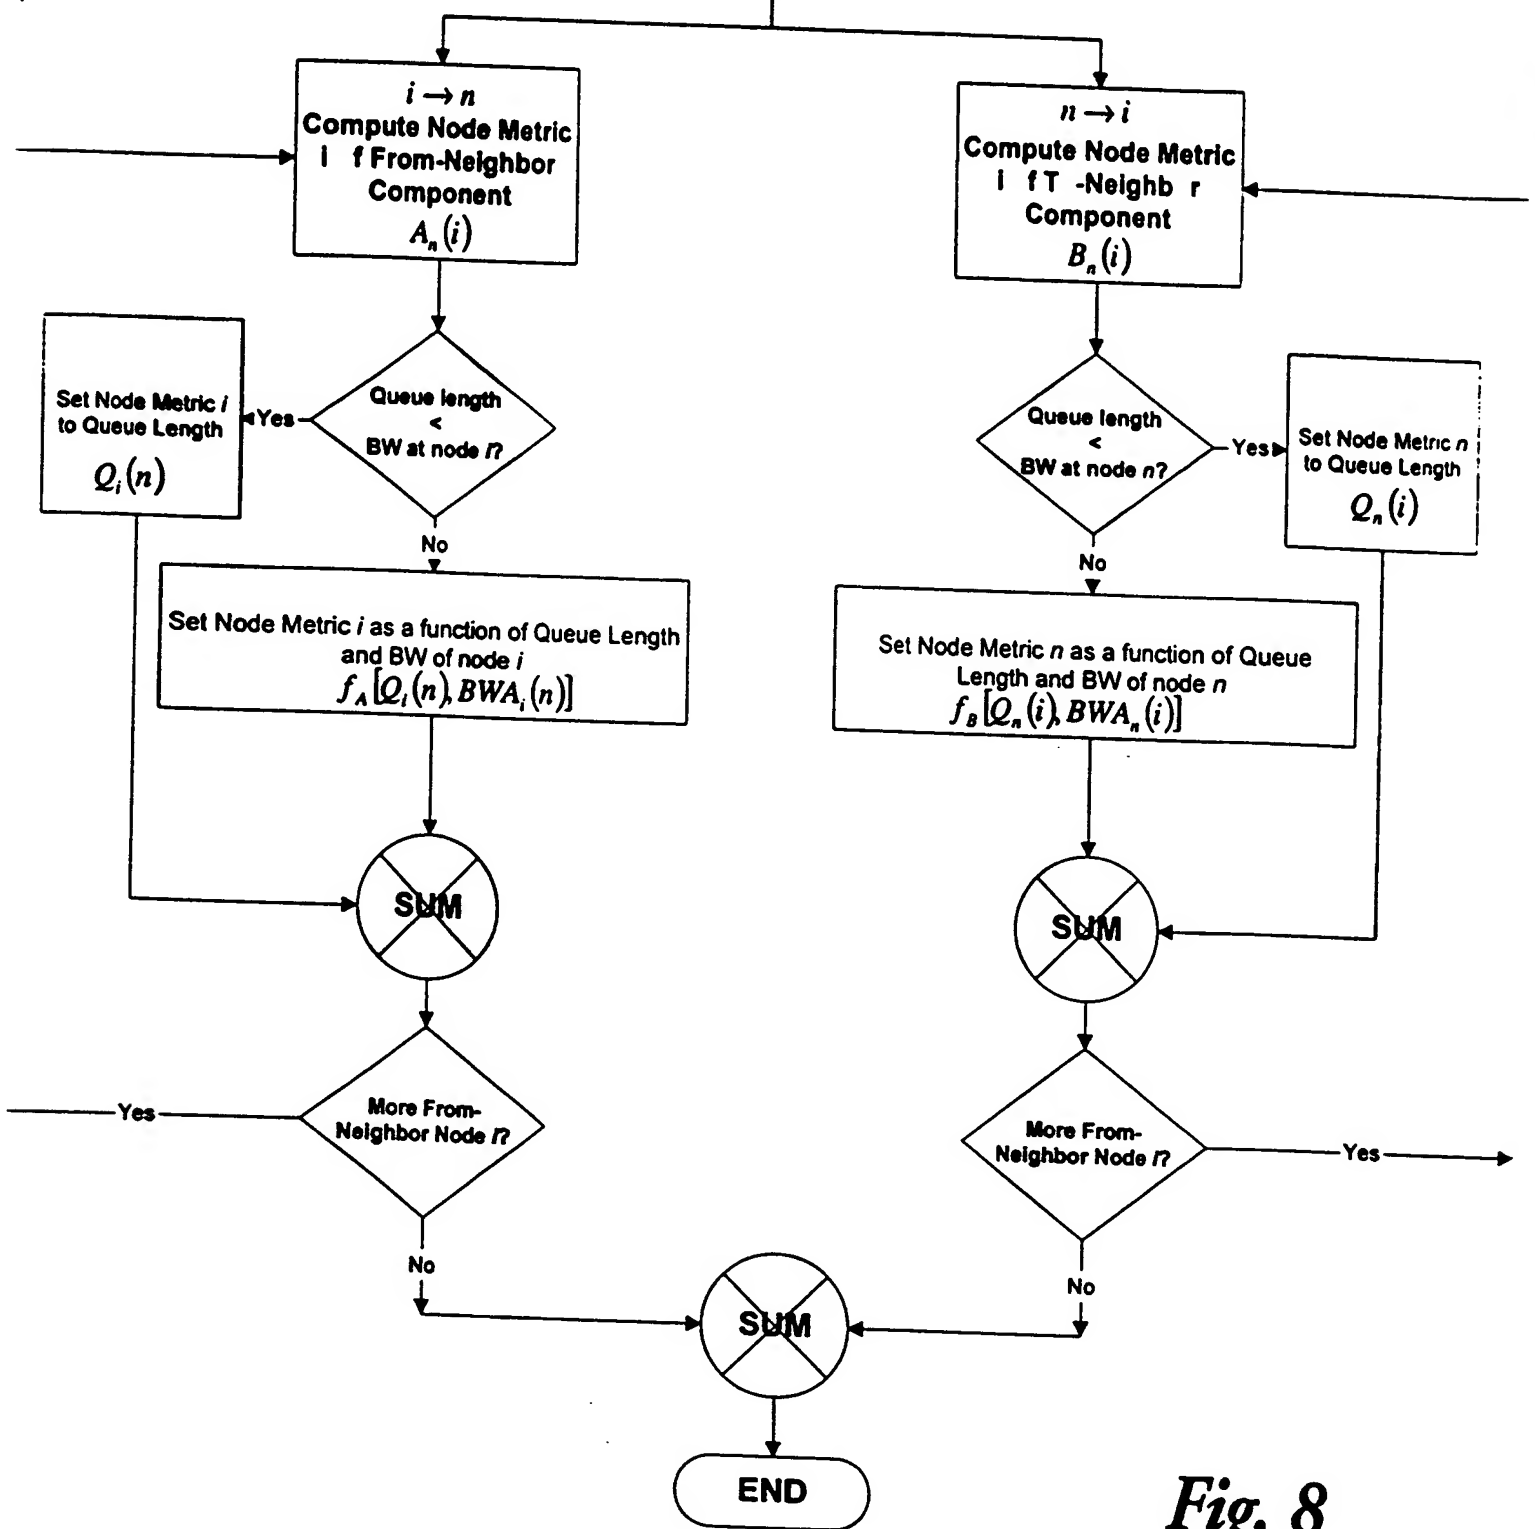 i → n
Compute Node Metric
i f From-Neighbor
Component
Aₙ(i)
Queue length
<
BW at node i?
Yes
Set Node Metric i
to Queue Length
Qᵢ(n)
No
Set Node Metric i as a function of Queue Length
and BW of node i
f_A[Qᵢ(n), BWAᵢ(n)]
SUM
More From-
Neighbor Node i?
Yes
No
n → i
Compute Node Metric
i f T -Neighb r
Component
Bₙ(i)
Queue length
<
BW at node n?
Yes
Set Node Metric n
to Queue Length
Qₙ(i)
No
Set Node Metric n as a function of Queue
Length and BW of node n
f_B[Qₙ(i), BWAₙ(i)]
SUM
More From-
Neighbor Node i?
Yes
No
SUM
END
Fig. 8